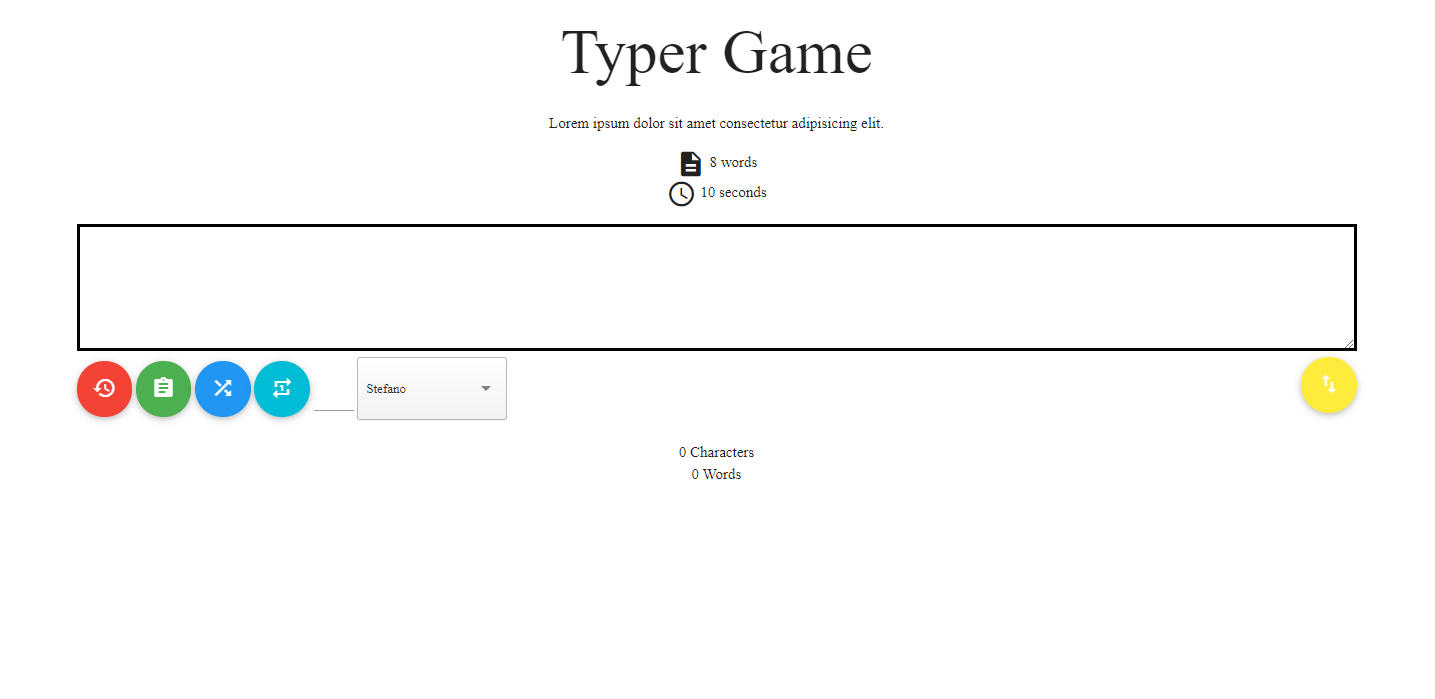 Typer Game
Lorem ipsum dolor sit amet consectetur adipisicing elit.
8 words
10 seconds
Stefano
0 Characters
0 Words